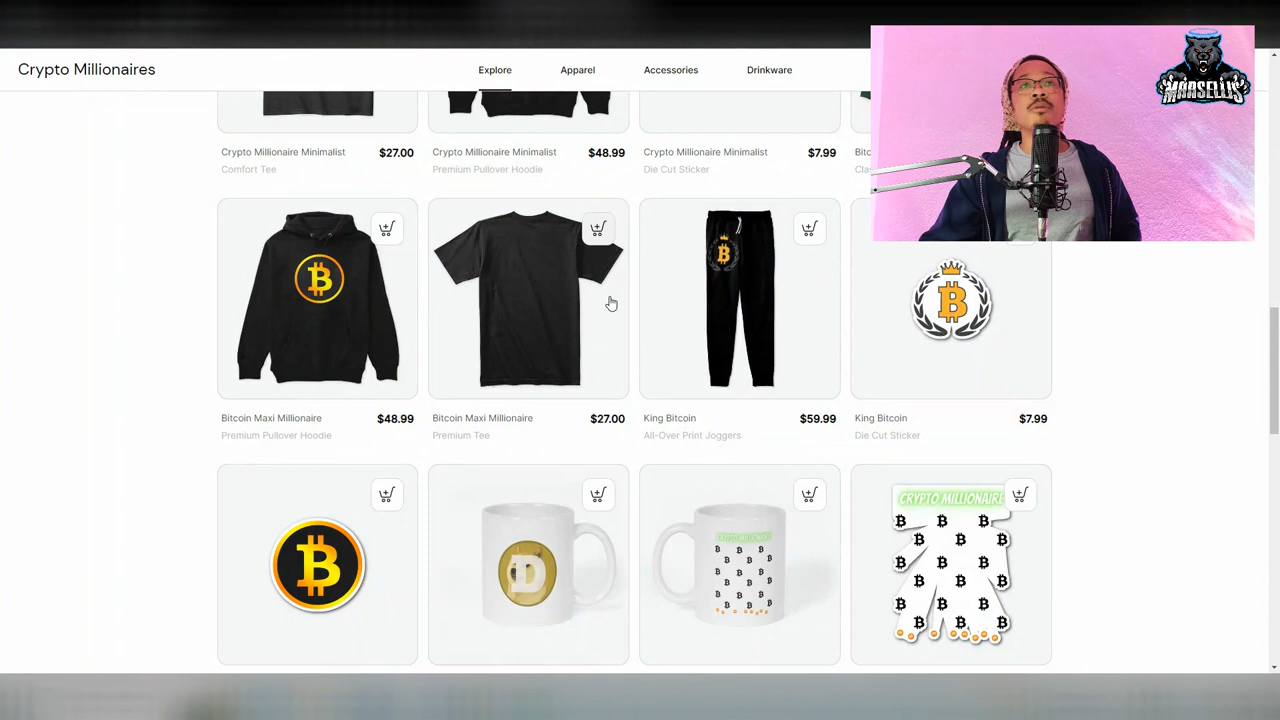 Crypto Millionaires
Explore
Apparel
Accessories
Drinkware
MARSELLIS
Crypto Millionaire Minimalist $27.00
Comfort Tee
Crypto Millionaire Minimalist $48.99
Premium Pullover Hoodie
Crypto Millionaire Minimalist $7.99
Die Cut Sticker
Bitcoin Maxi Millionaire $48.99
Premium Pullover Hoodie
Bitcoin Maxi Millionaire $27.00
Premium Tee
King Bitcoin $59.99
All-Over Print Joggers
King Bitcoin $7.99
Die Cut Sticker
CRYPTO MILLIONAIRE